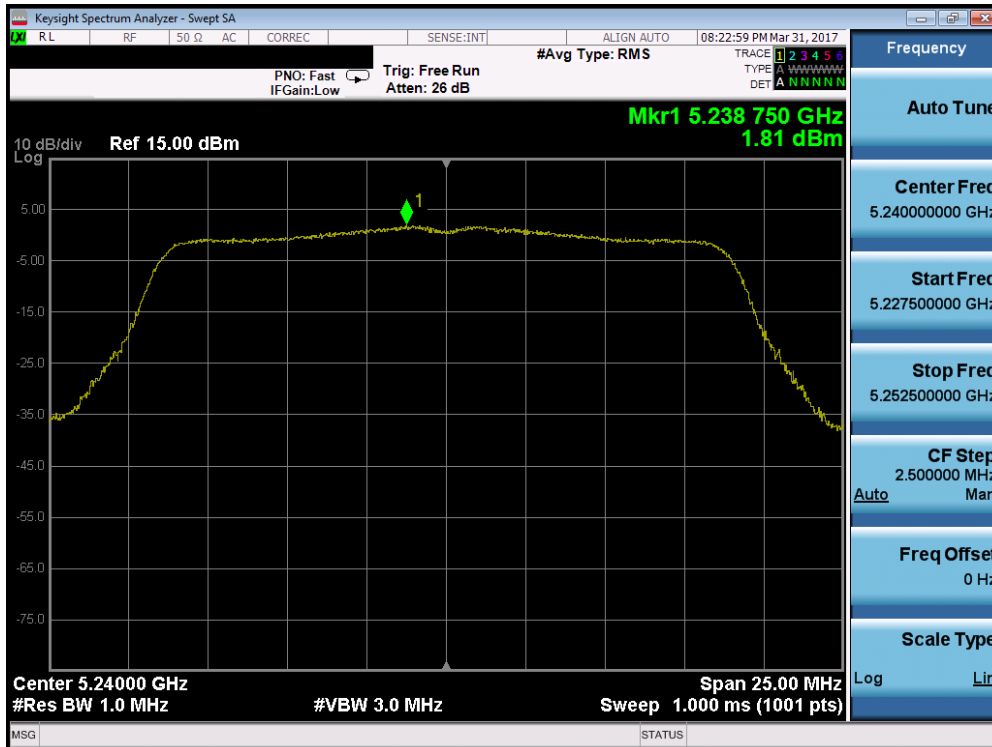 Keysight Spectrum Analyzer - Swept SA
LXI RL RF 50 Ω AC CORREC SENSE:INT ALIGN AUTO 08:22:59 PM Mar 31, 2017
#Avg Type: RMS
TRACE 1 2 3 4 5 6
TYPE A WWWWW
DET A N N N N N
PNO: Fast
IFGain:Low
Trig: Free Run
Atten: 26 dB
Mkr1 5.238 750 GHz
1.81 dBm
10 dB/div
Log
Ref 15.00 dBm
1
5.00
-5.00
-15.0
-25.0
-35.0
-45.0
-55.0
-65.0
-75.0
Center 5.24000 GHz
Span 25.00 MHz
#Res BW 1.0 MHz
#VBW 3.0 MHz
Sweep 1.000 ms (1001 pts)
MSG
STATUS
Frequency
Auto Tune
Center Freq
5.240000000 GHz
Start Freq
5.227500000 GHz
Stop Freq
5.252500000 GHz
CF Step
2.500000 MHz
Auto Man
Freq Offset
0 Hz
Scale Type
Log Lin